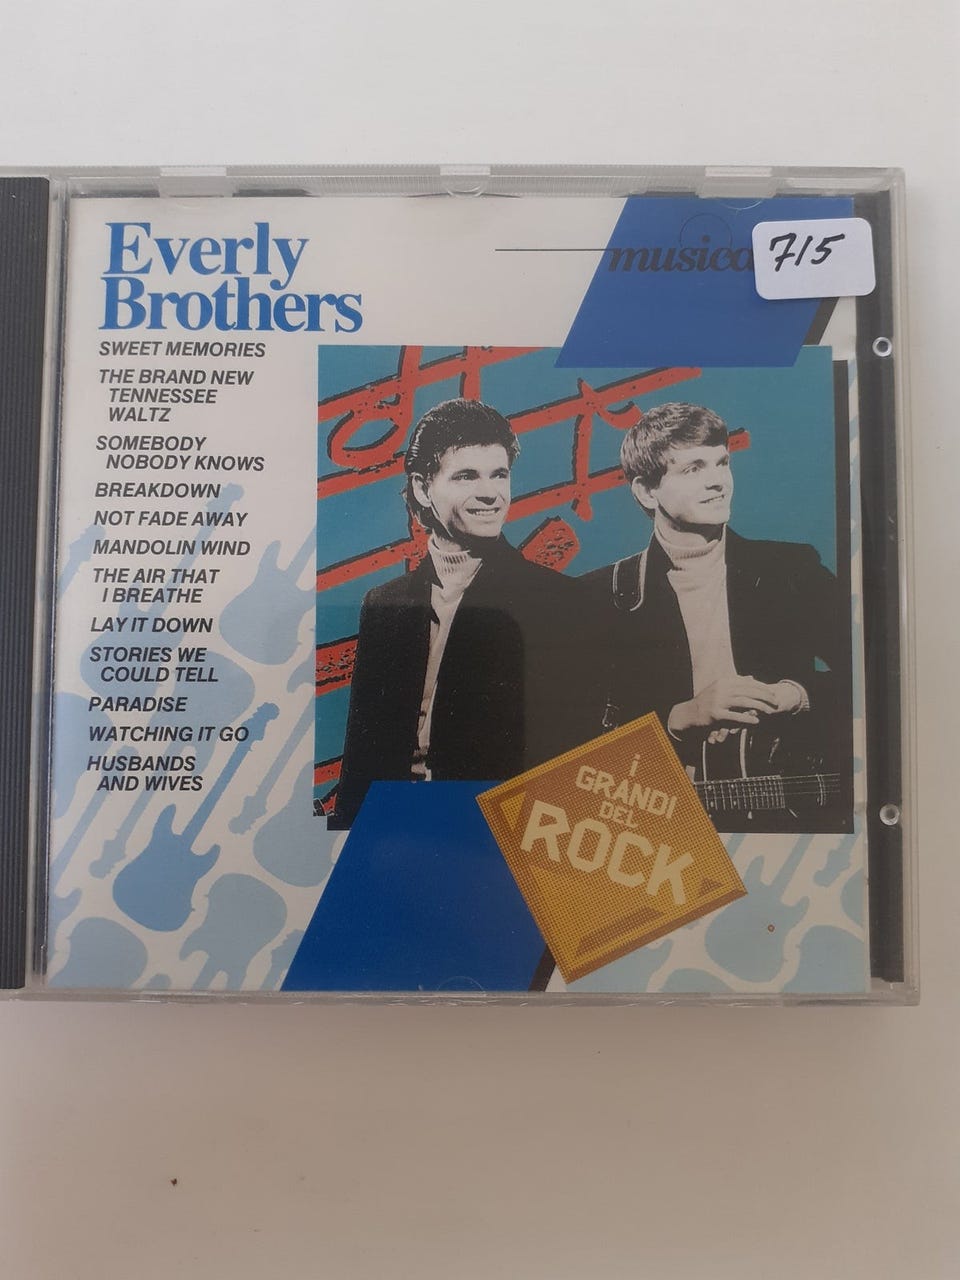 Everly
Brothers
SWEET MEMORIES
THE BRAND NEW
TENNESSEE
WALTZ
SOMEBODY
NOBODY KNOWS
BREAKDOWN
NOT FADE AWAY
MANDOLIN WIND
THE AIR THAT
I BREATHE
LAY IT DOWN
STORIES WE
COULD TELL
PARADISE
WATCHING IT GO
HUSBANDS
AND WIVES
musica
715
i
GRANDI
DEL
ROCK